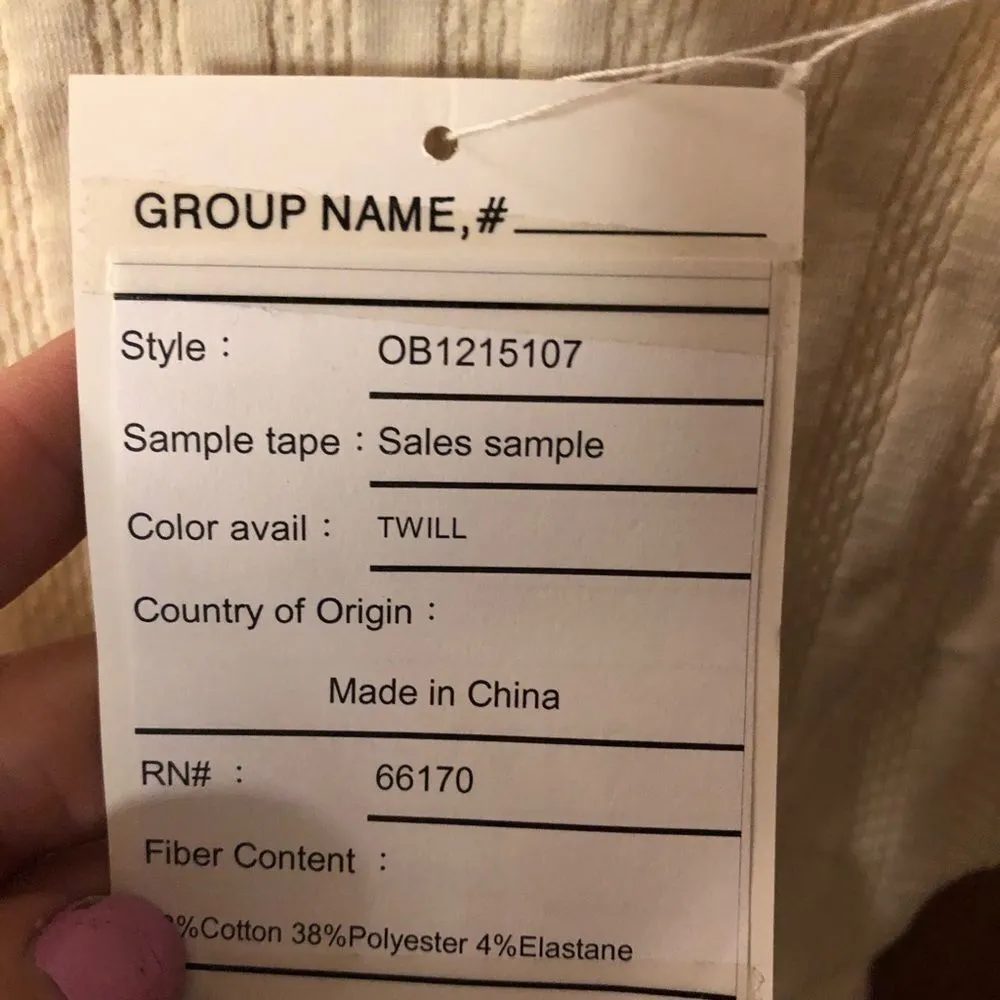 GROUP NAME,#
Style : OB1215107
Sample tape : Sales sample
Color avail : TWILL
Country of Origin :
Made in China
RN# : 66170
Fiber Content :
%Cotton 38%Polyester 4%Elastane